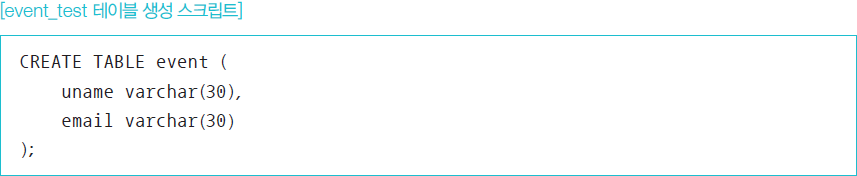 [event_test 테이블 생성 스크립트]
CREATE TABLE event (
    uname varchar(30),
    email varchar(30)
);